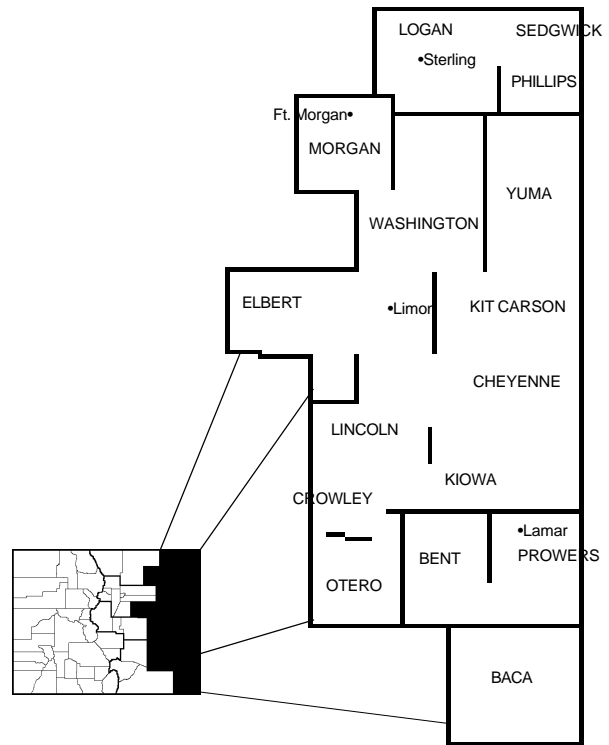 LOGAN SEDGWICK
•Sterling
PHILLIPS
Ft. Morgan•
MORGAN
YUMA
WASHINGTON
ELBERT •Limon KIT CARSON
CHEYENNE
LINCOLN
KIOWA
CROWLEY
•Lamar
PROWERS
BENT
OTERO
BACA